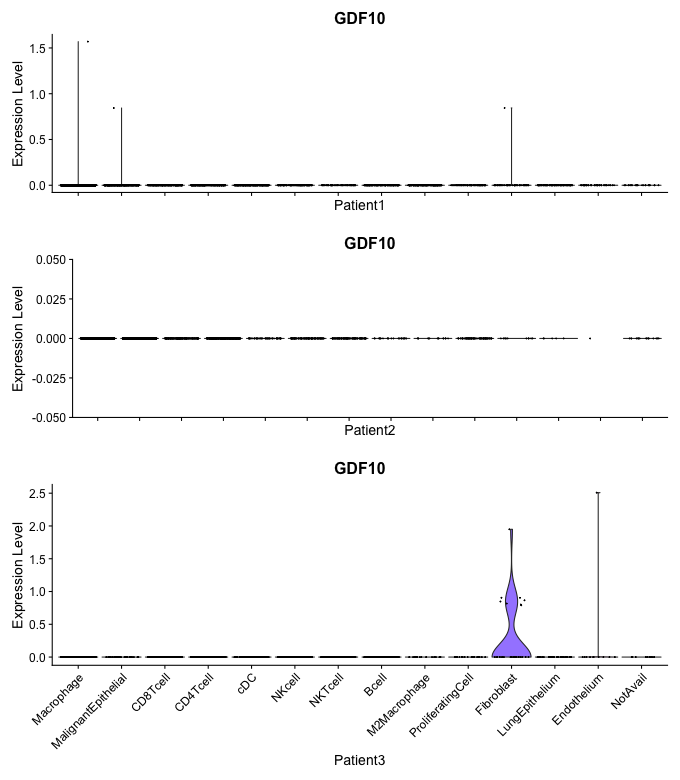 GDF10
Expression Level
1.5
1.0
0.5
0.0
Patient1
GDF10
Expression Level
0.050
0.025
0.000
-0.025
-0.050
Patient2
GDF10
Expression Level
2.5
2.0
1.5
1.0
0.5
0.0
Macrophage
MalignantEpithelial
CD8Tcell
CD4Tcell
cDC
NKcell
NKTcell
Bcell
M2Macrophage
ProliferatingCell
Fibroblast
LungEpithelium
Endothelium
NotAvail
Patient3